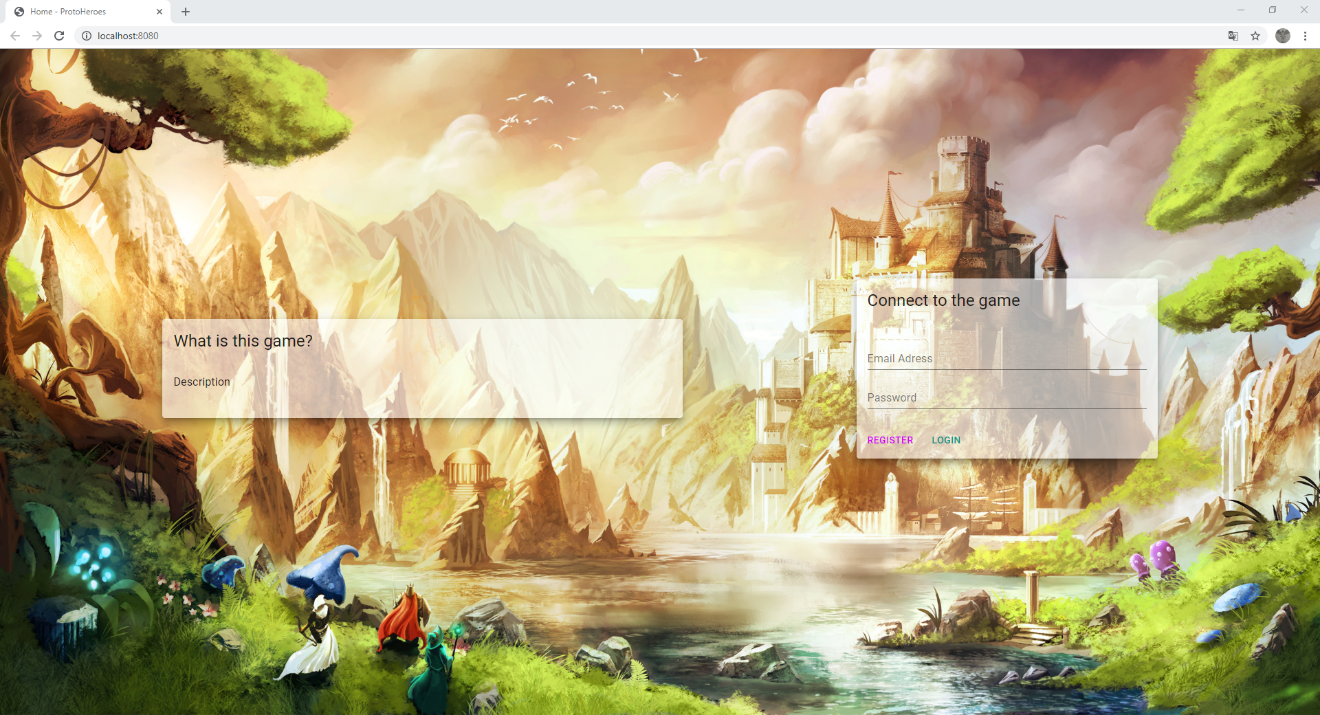 Home - ProtoHeroes
localhost:8080
What is this game?
Description
Connect to the game
Email Adress
Password
REGISTER LOGIN